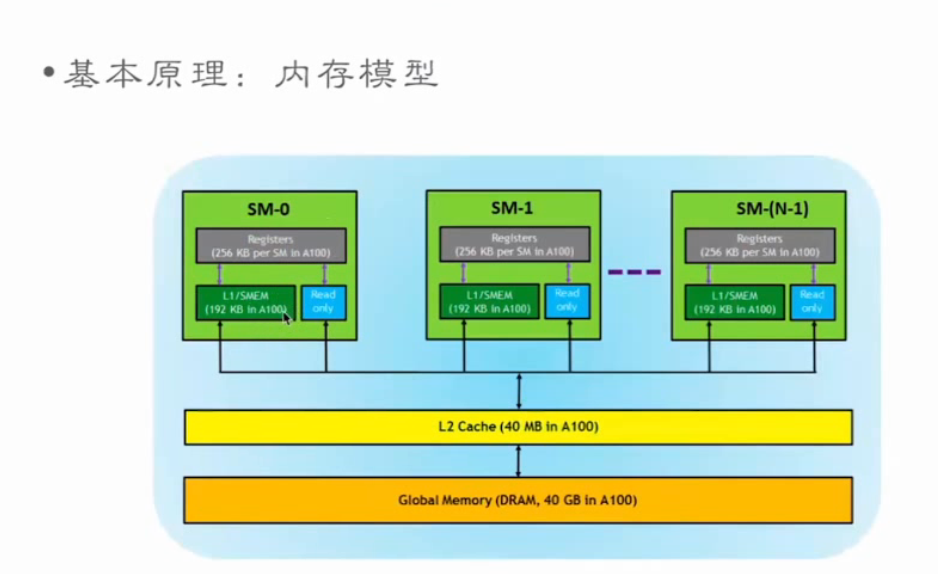 •基本原理：内存模型
SM-0
Registers
(256 KB per SM in A100)
L1/SMEM
(192 KB in A100)
Read
only
SM-1
Registers
(256 KB per SM in A100)
L1/SMEM
(192 KB in A100)
Read
only
SM-(N-1)
Registers
(256 KB per SM in A100)
L1/SMEM
(192 KB in A100)
Read
only
L2 Cache (40 MB in A100)
Global Memory (DRAM, 40 GB in A100)